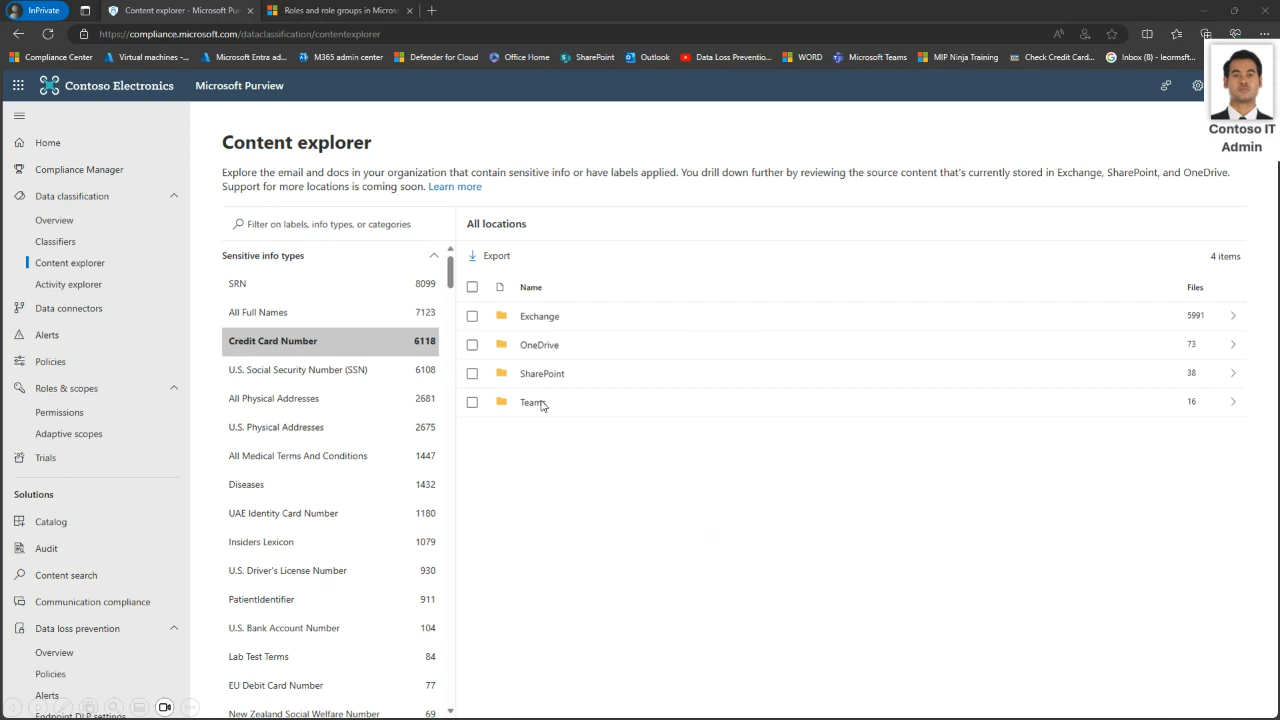 InPrivate
Content explorer - Microsoft Pur
Roles and role groups in Microso
https://compliance.microsoft.com/dataclassification/contentexplorer
Compliance Center
Virtual machines -...
Microsoft Entra ad...
M365 admin center
Defender for Cloud
Office Home
SharePoint
Outlook
Data Loss Preventio...
WORD
Microsoft Teams
MIP Ninja Training
Check Credit Card...
Inbox (8) - leormsft...
Contoso Electronics
Microsoft Purview
Contoso IT
Admin
Home
Compliance Manager
Data classification
Overview
Classifiers
Content explorer
Activity explorer
Data connectors
Alerts
Policies
Roles & scopes
Permissions
Adaptive scopes
Trials
Solutions
Catalog
Audit
Content search
Communication compliance
Data loss prevention
Overview
Policies
Alerts
Endpoint DLP settings
Content explorer
Explore the email and docs in your organization that contain sensitive info or have labels applied. You drill down further by reviewing the source content that's currently stored in Exchange, SharePoint, and OneDrive.
Support for more locations is coming soon. Learn more
Filter on labels, info types, or categories
Sensitive info types
SRN 8099
All Full Names 7123
Credit Card Number 6118
U.S. Social Security Number (SSN) 6108
All Physical Addresses 2681
U.S. Physical Addresses 2675
All Medical Terms And Conditions 1447
Diseases 1432
UAE Identity Card Number 1180
Insiders Lexicon 1079
U.S. Driver's License Number 930
PatientIdentifier 911
U.S. Bank Account Number 104
Lab Test Terms 84
EU Debit Card Number 77
New Zealand Social Welfare Number 69
All locations
Export
4 items
Name Files
Exchange 5991
OneDrive 73
SharePoint 38
Teams 16